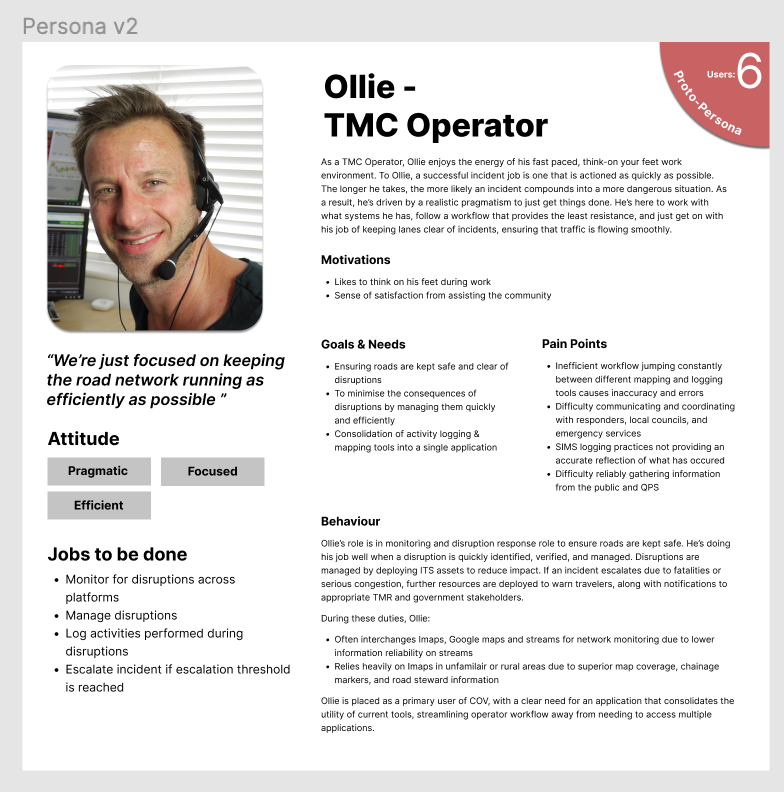 Persona v2
Users: 6
Proto-Persona
Ollie -
TMC Operator
As a TMC Operator, Ollie enjoys the energy of his fast paced, think-on your feet work
environment. To Ollie, a successful incident job is one that is actioned as quickly as possible.
The longer he takes, the more likely an incident compounds into a more dangerous situation. As
a result, he’s driven by a realistic pragmatism to just get things done. He’s here to work with
what systems he has, follow a workflow that provides the least resistance, and just get on with
his job of keeping lanes clear of incidents, ensuring that traffic is flowing smoothly.
Motivations
• Likes to think on his feet during work
• Sense of satisfaction from assisting the community
“We’re just focused on keeping
the road network running as
efficiently as possible ”
Attitude
Pragmatic
Focused
Efficient
Jobs to be done
• Monitor for disruptions across
platforms
• Manage disruptions
• Log activities performed during
disruptions
• Escalate incident if escalation threshold
is reached
Goals & Needs
• Ensuring roads are kept safe and clear of
disruptions
• To minimise the consequences of
disruptions by managing them quickly
and efficiently
• Consolidation of activity logging &
mapping tools into a single application
Pain Points
• Inefficient workflow jumping constantly
between different mapping and logging
tools causes inaccuracy and errors
• Difficulty communicating and coordinating
with responders, local councils, and
emergency services
• SIMS logging practices not providing an
accurate reflection of what has occured
• Difficulty reliably gathering information
from the public and QPS
Behaviour
Ollie’s role is in monitoring and disruption response role to ensure roads are kept safe. He’s doing
his job well when a disruption is quickly identified, verified, and managed. Disruptions are
managed by deploying ITS assets to reduce impact. If an incident escalates due to fatalities or
serious congestion, further resources are deployed to warn travelers, along with notifications to
appropriate TMR and government stakeholders.
During these duties, Ollie:
• Often interchanges Imaps, Google maps and streams for network monitoring due to lower
information reliability on streams
• Relies heavily on Imaps in unfamilair or rural areas due to superior map coverage, chainage
markers, and road steward information
Ollie is placed as a primary user of COV, with a clear need for an application that consolidates the
utility of current tools, streamlining operator workflow away from needing to access multiple
applications.